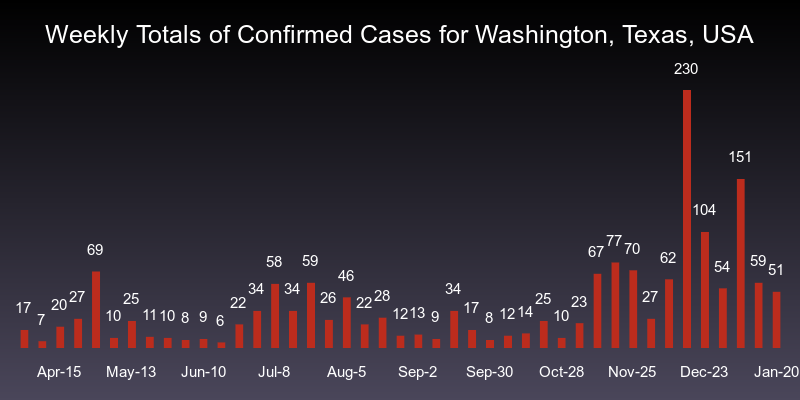 Weekly Totals of Confirmed Cases for Washington, Texas, USA
17 7 20 27 69 10 25 11 10 8 9 6 22 34 58 34 59 26 46 22 28 12 13 9 34 17 8 12 14 25 10 23 67 77 70 27 62 230 104 54 151 59 51
Apr-15 May-13 Jun-10 Jul-8 Aug-5 Sep-2 Sep-30 Oct-28 Nov-25 Dec-23 Jan-20